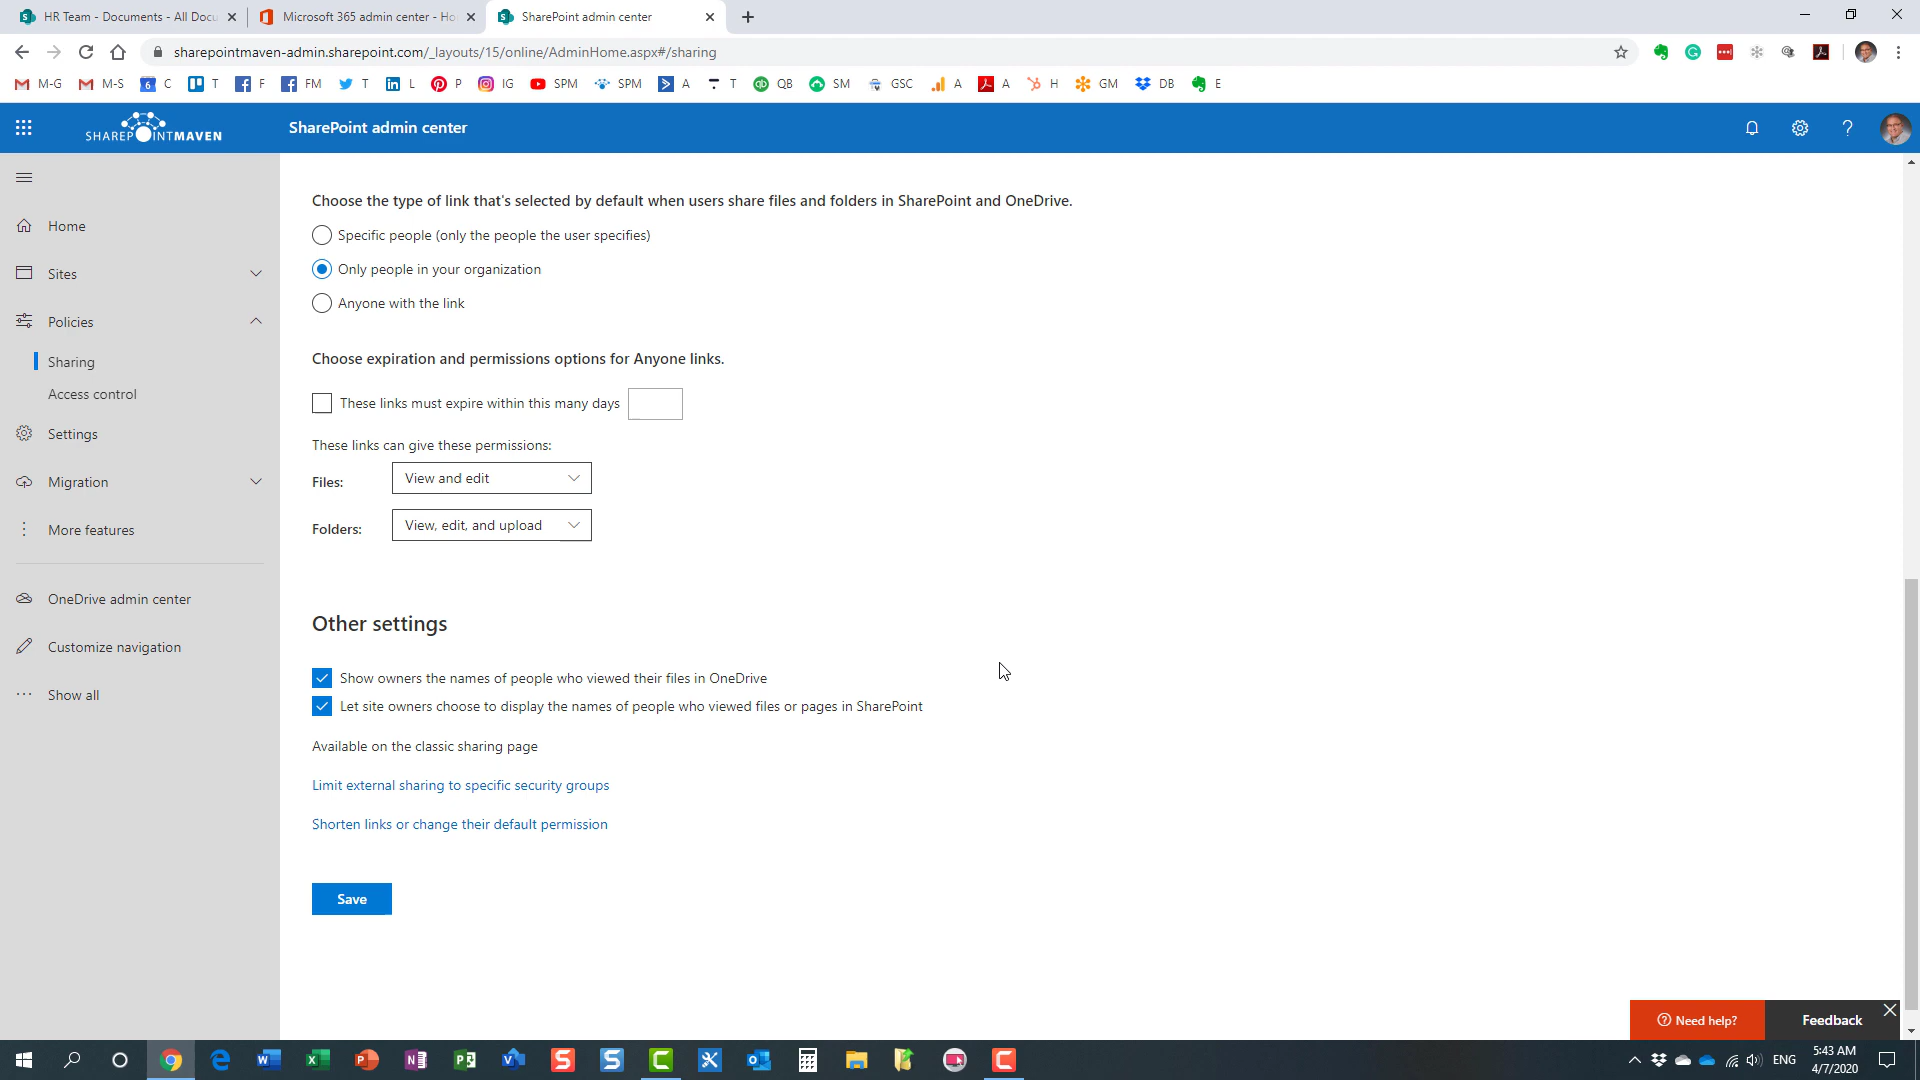 HR Team - Documents - All Docu
Microsoft 365 admin center - Ho
SharePoint admin center
sharepointmaven-admin.sharepoint.com/_layouts/15/online/AdminHome.aspx#/sharing
M-G M-S C T F FM T L P IG SPM SPM A T QB SM GSC A A H GM DB E
SHAREPOINTMAVEN
SharePoint admin center
Home
Sites
Policies
Sharing
Access control
Settings
Migration
More features
OneDrive admin center
Customize navigation
Show all
Choose the type of link that's selected by default when users share files and folders in SharePoint and OneDrive.
Specific people (only the people the user specifies)
Only people in your organization
Anyone with the link
Choose expiration and permissions options for Anyone links.
These links must expire within this many days
These links can give these permissions:
Files: View and edit
Folders: View, edit, and upload
Other settings
Show owners the names of people who viewed their files in OneDrive
Let site owners choose to display the names of people who viewed files or pages in SharePoint
Available on the classic sharing page
Limit external sharing to specific security groups
Shorten links or change their default permission
Save
Need help?
Feedback
ENG
5:43 AM
4/7/2020